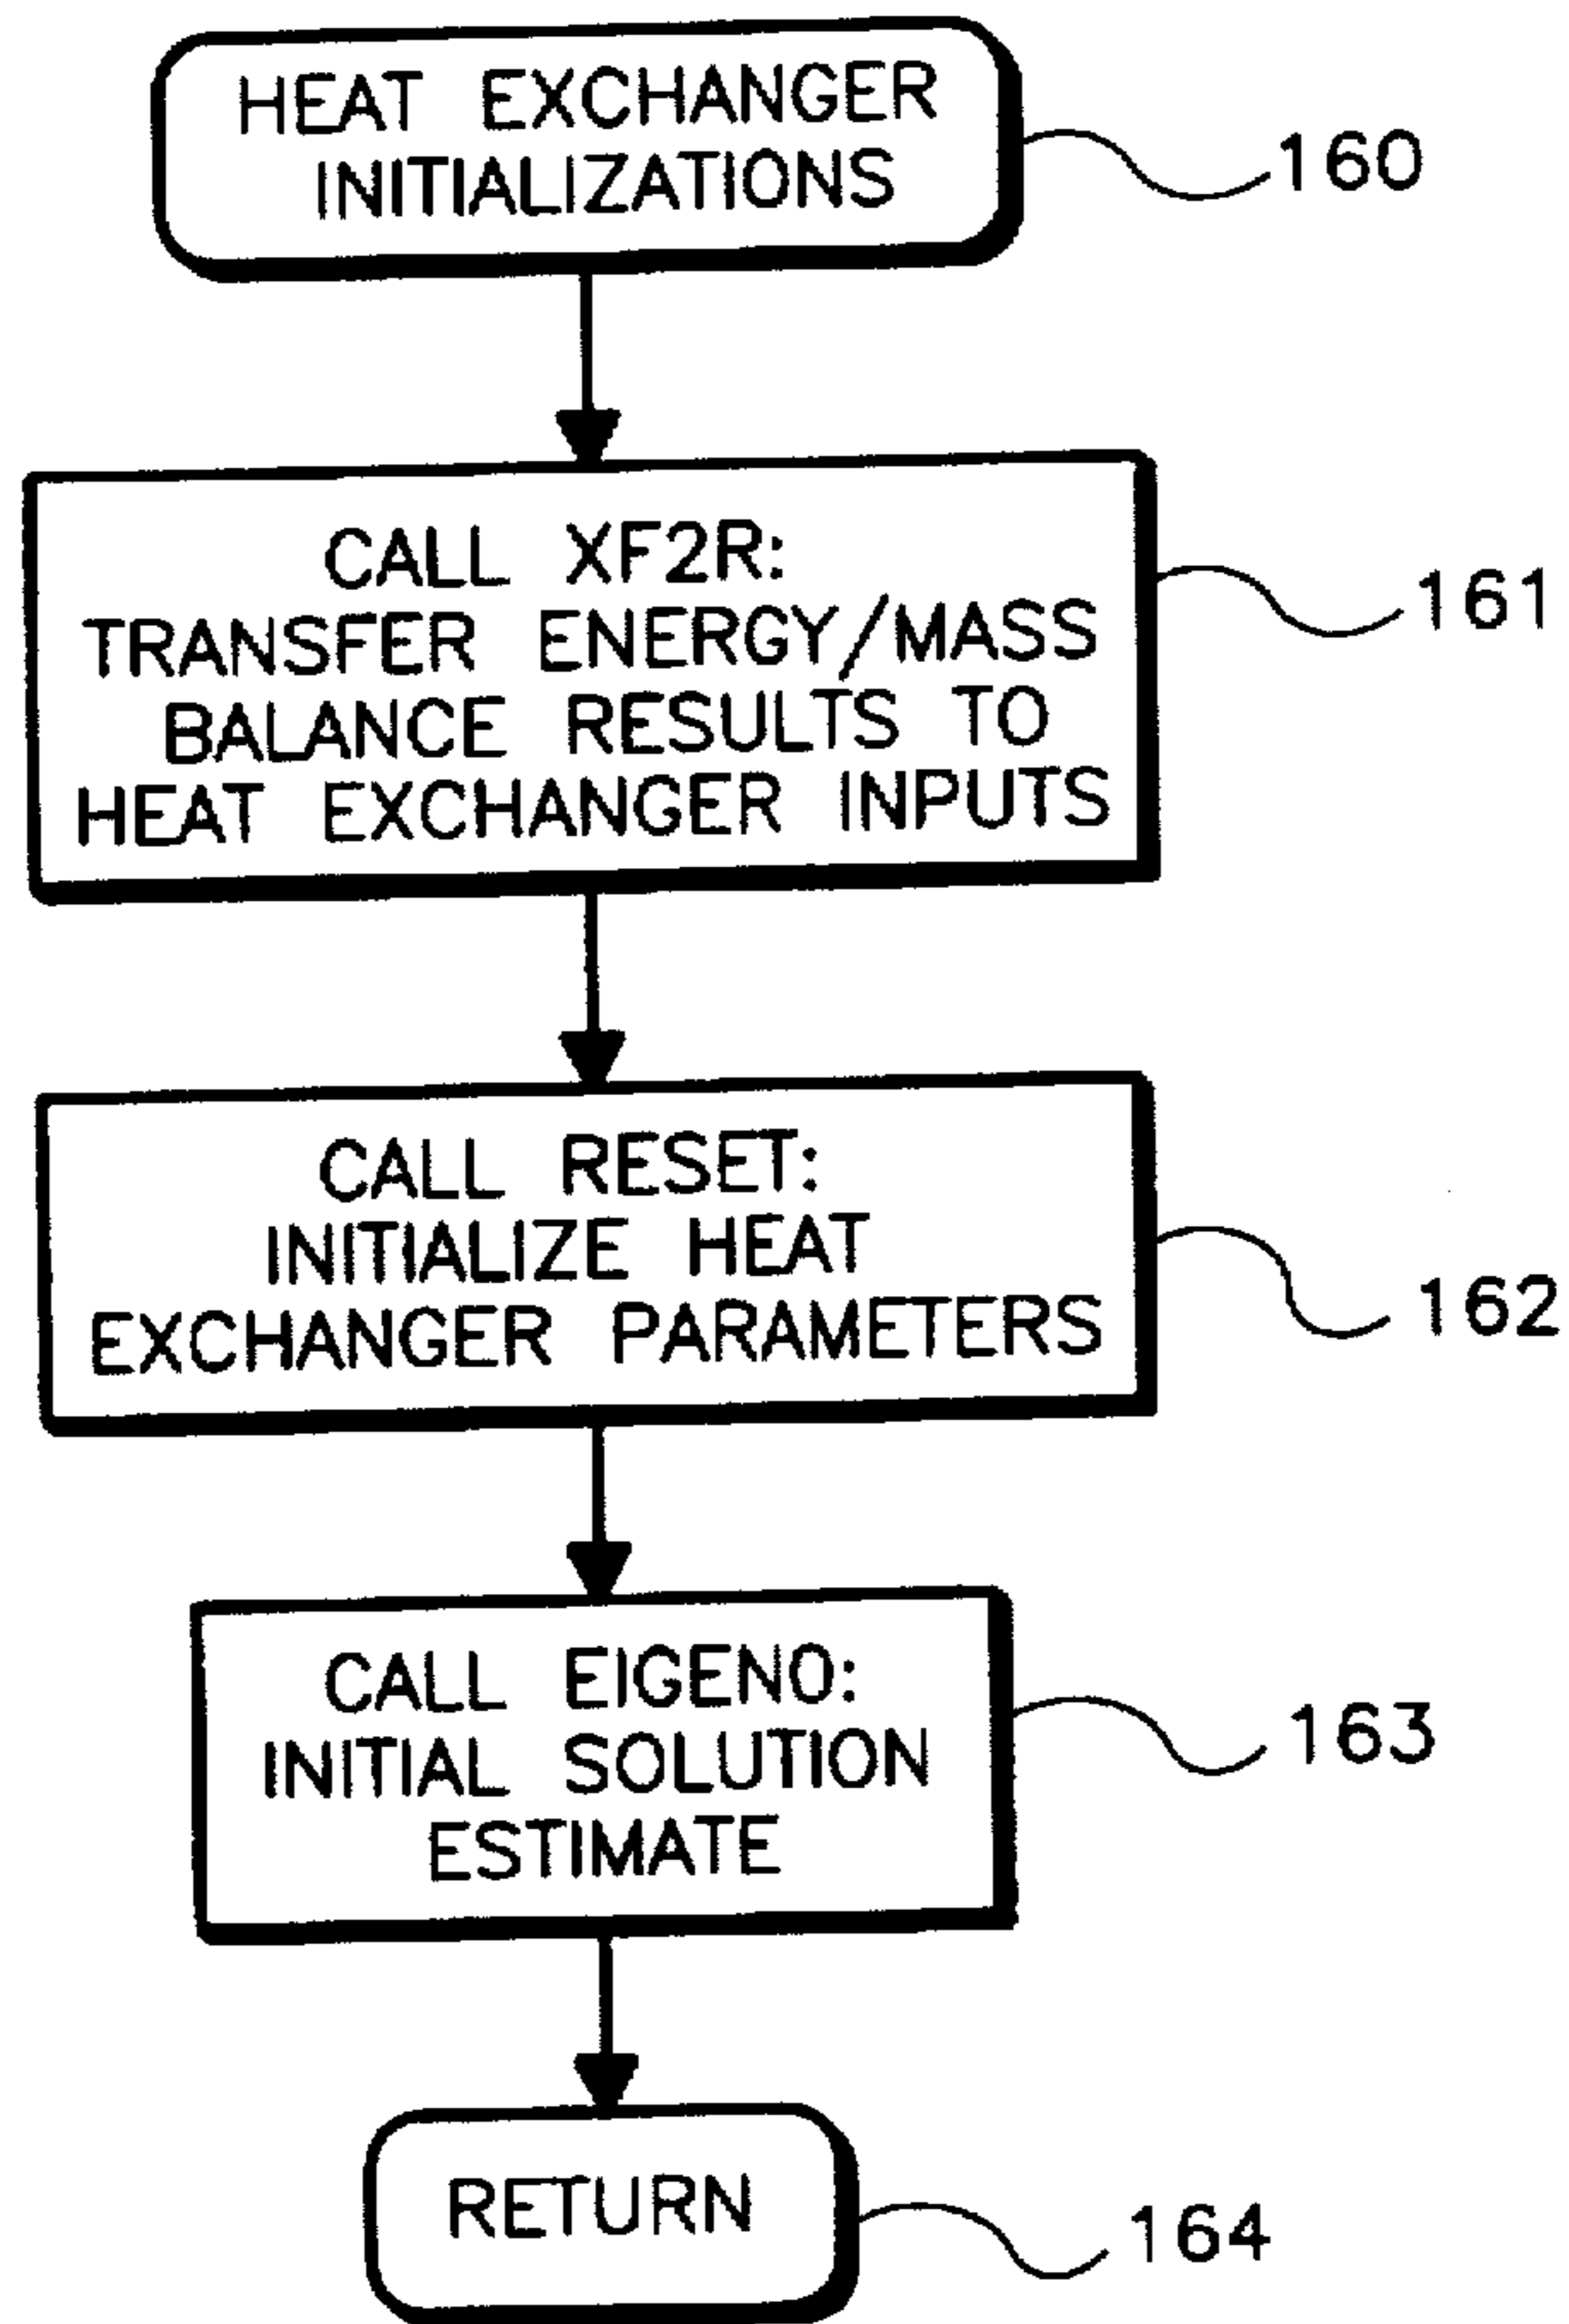 HEAT EXCHANGER
INITIALIZATIONS
160
CALL XF2R:
TRANSFER ENERGY/MASS
BALANCE RESULTS TO
HEAT EXCHANGER INPUTS
161
CALL RESET:
INITIALIZE HEAT
EXCHANGER PARAMETERS
162
CALL EIGENO:
INITIAL SOLUTION
ESTIMATE
163
RETURN
164